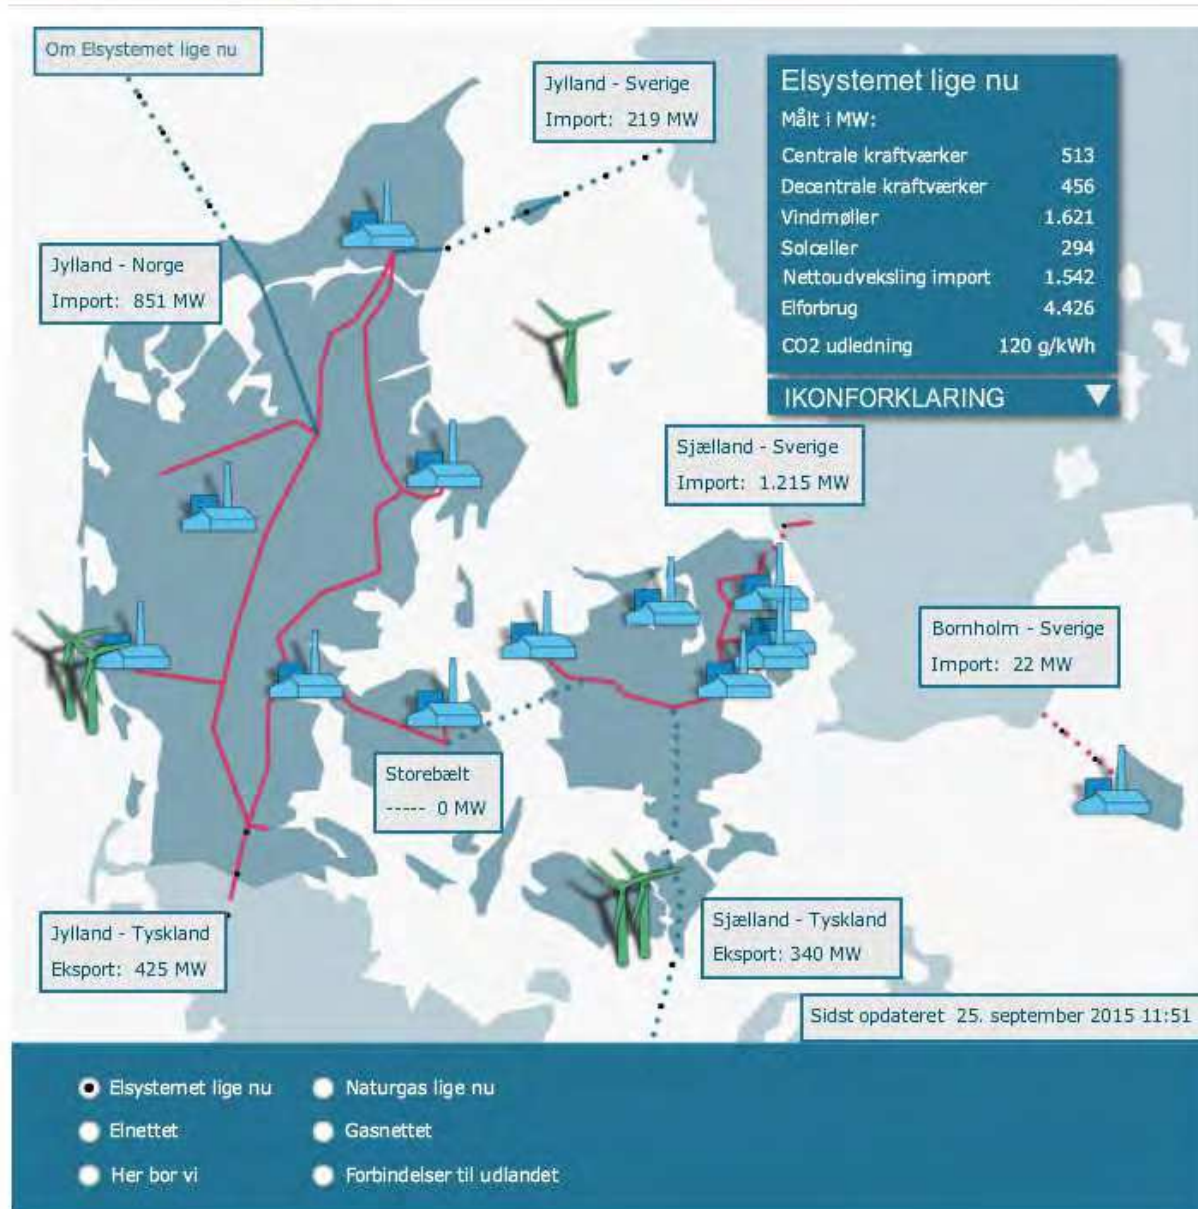 Om Elsystemet lige nu
Jylland - Sverige
Import: 219 MW
Elsystemet lige nu
Målt i MW:
Centrale kraftværker 513
Decentrale kraftværker 456
Vindmøller 1.621
Solceller 294
Nettoudveksling import 1.542
Elforbrug 4.426
CO2 udledning 120 g/kWh
IKONFORKLARING
Jylland - Norge
Import: 851 MW
Sjælland - Sverige
Import: 1.215 MW
Bornholm - Sverige
Import: 22 MW
Storebælt
----- 0 MW
Jylland - Tyskland
Eksport: 425 MW
Sjælland - Tyskland
Eksport: 340 MW
Sidst opdateret 25. september 2015 11:51
Elsystemet lige nu
Naturgas lige nu
Elnettet
Gasnettet
Her bor vi
Forbindelser til udlandet